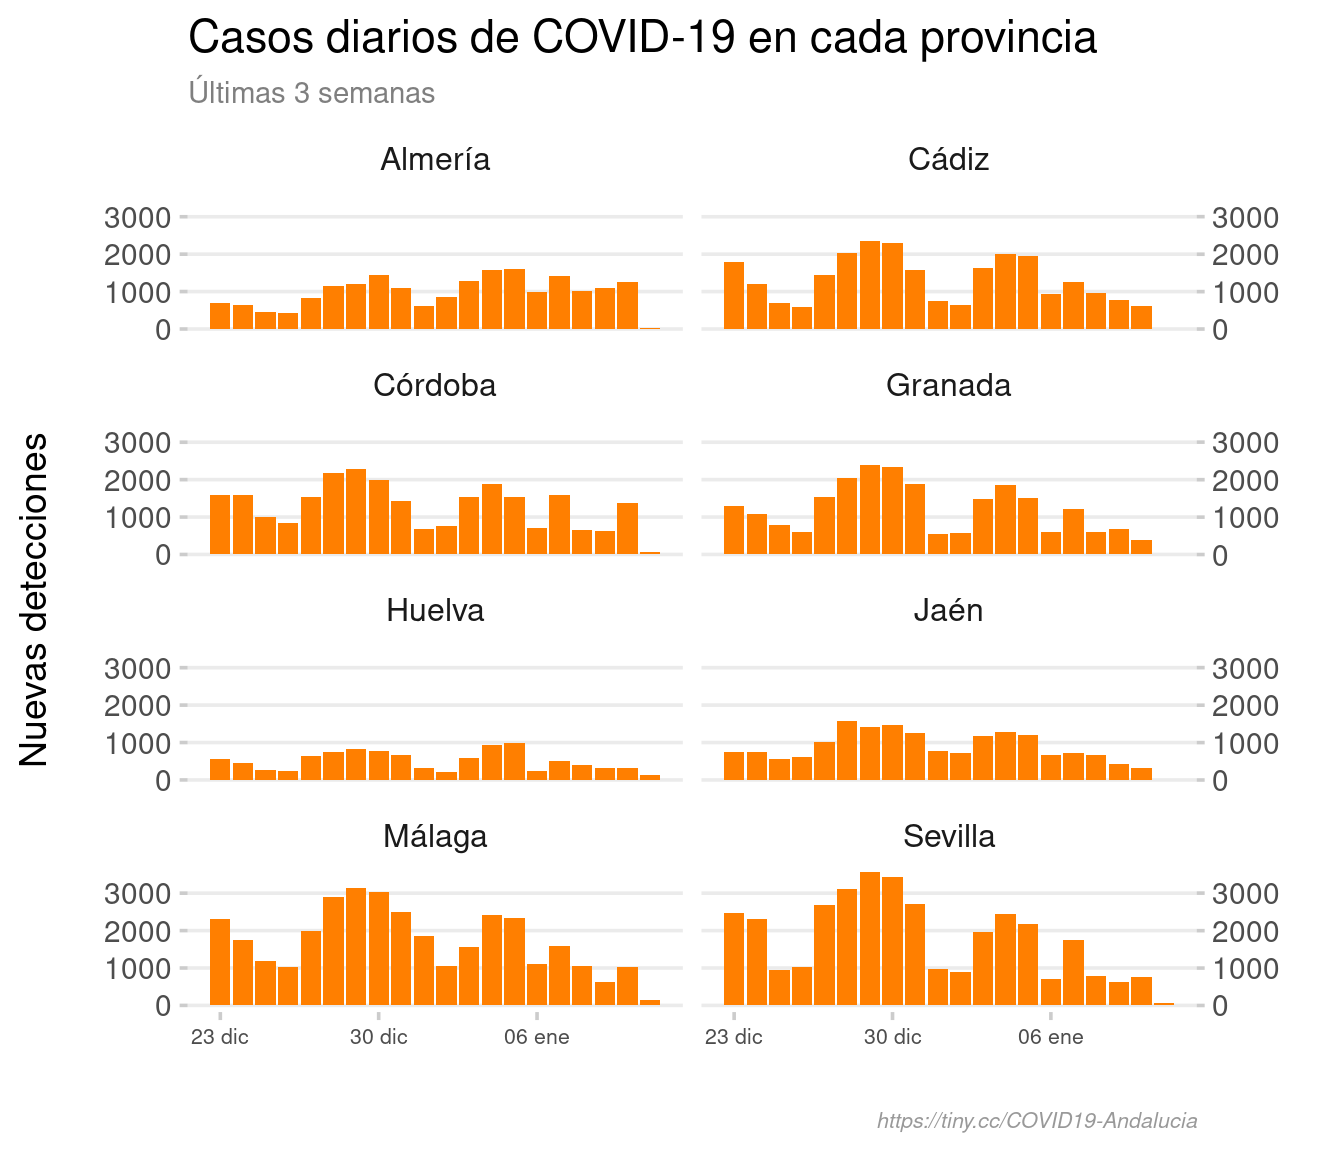 Casos diarios de COVID-19 en cada provincia
Últimas 3 semanas
Nuevas detecciones
Almería
Cádiz
3000
2000
1000
0
3000
2000
1000
0
Córdoba
Granada
3000
2000
1000
0
3000
2000
1000
0
Huelva
Jaén
3000
2000
1000
0
3000
2000
1000
0
Málaga
Sevilla
3000
2000
1000
0
3000
2000
1000
0
23 dic
30 dic
06 ene
23 dic
30 dic
06 ene
https://tiny.cc/COVID19-Andalucia